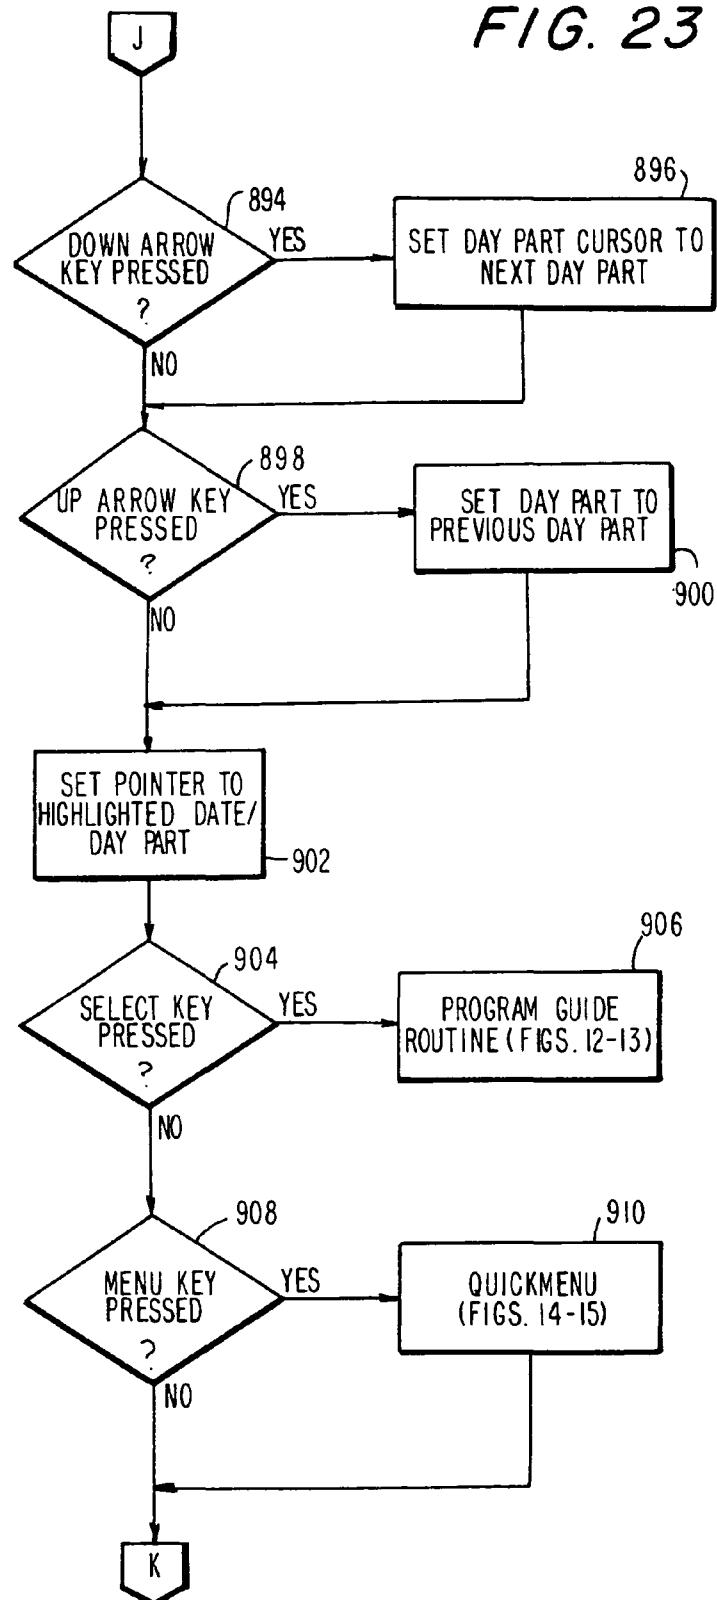 FIG. 23
J
894
DOWN ARROW
KEY PRESSED
?
YES
NO
896
SET DAY PART CURSOR TO
NEXT DAY PART
898
UP ARROW KEY
PRESSED
?
YES
NO
SET DAY PART TO
PREVIOUS DAY PART
900
SET POINTER TO
HIGHLIGHTED DATE/
DAY PART
902
904
SELECT KEY
PRESSED
?
YES
NO
906
PROGRAM GUIDE
ROUTINE (FIGS. 12-13)
908
MENU KEY
PRESSED
?
YES
NO
910
QUICKMENU
(FIGS. 14-15)
K